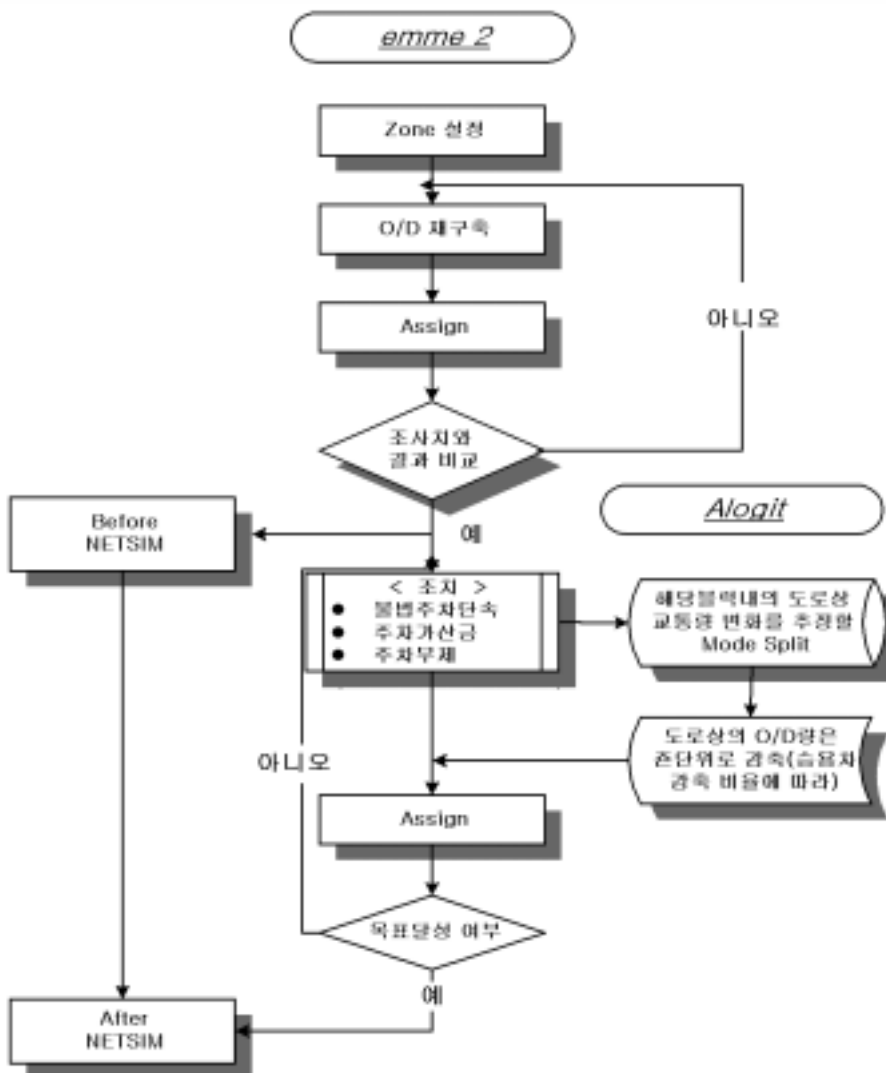 emme 2
Zone 설정
O/D 재구축
Assign
아니오
조사치와
결과 비교
예
Before
NETSIM
Alogit
< 조치 >
● 불법주차단속
● 주차가산금
● 주차부제
해당블럭내의 도로상
교통량 변화를 추정할
Mode Split
도로상의 O/D량은
존단위로 감축(승용차
감축 비율에 따라)
아니오
Assign
목표달성 여부
예
After
NETSIM